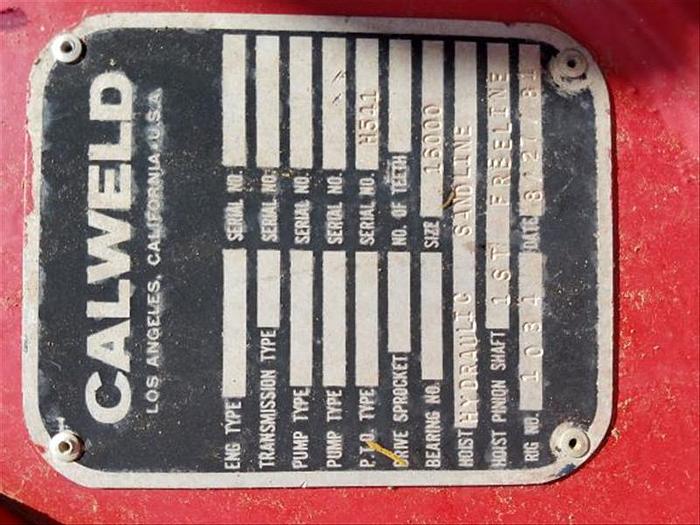 CALWELD
LOS ANGELES, CALIFORNIA U.S.A.
ENG TYPE SERIAL NO.
TRANSMISSION TYPE SERIAL NO.
PUMP TYPE SERIAL NO.
PUMP TYPE SERIAL NO.
P.T.O. TYPE SERIAL NO. H511
DRIVE SPROCKET NO. OF TEETH
BEARING NO. SIZE 15000
HOIST HYDRAULIC SANDLINE
HOIST PINION SHAFT 1ST FREELINE
RIG NO. 1034 DATE 8/27/81